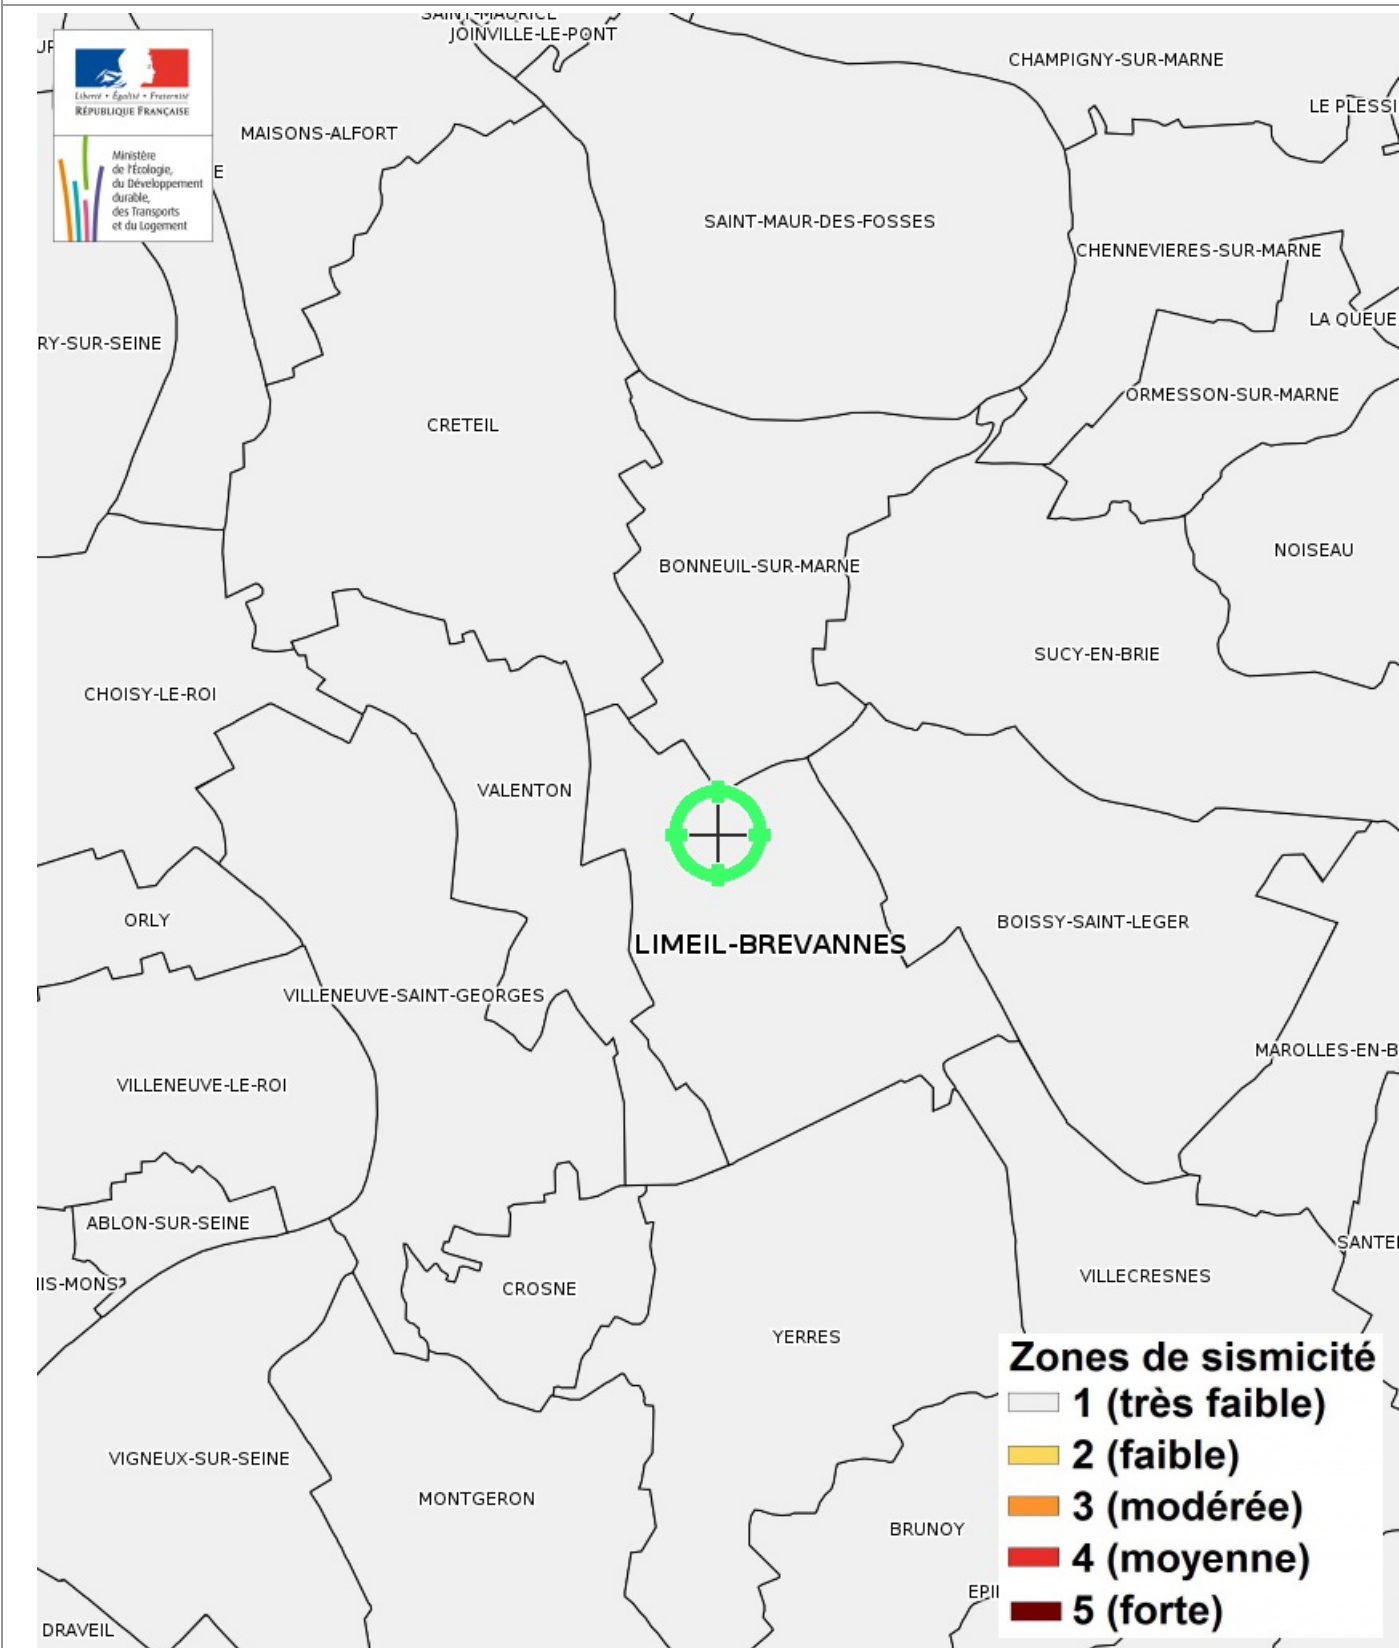 SAINT-MAURICE
JOINVILLE-LE-PONT
CHAMPIGNY-SUR-MARNE
Liberté • Égalité • Fraternité
RÉPUBLIQUE FRANÇAISE
LE PLESSI
MAISONS-ALFORT
Ministère
de l'Écologie,
du Développement
durable,
des Transports
et du Logement
E
SAINT-MAUR-DES-FOSSES
CHENNEVIERES-SUR-MARNE
LA QUEUE
RY-SUR-SEINE
ORMESSON-SUR-MARNE
CRETEIL
NOISEAU
BONNEUIL-SUR-MARNE
SUCY-EN-BRIE
CHOISY-LE-ROI
VALENTON
ORLY
BOISSY-SAINT-LEGER
LIMEIL-BREVANNES
VILLENEUVE-SAINT-GEORGES
MAROLLES-EN-B
VILLENEUVE-LE-ROI
ABLON-SUR-SEINE
SANTE
IS-MONS
VILLECRESNES
CROSNE
YERRES
Zones de sismicité
1 (très faible)
2 (faible)
3 (modérée)
4 (moyenne)
5 (forte)
VIGNEUX-SUR-SEINE
MONTGERON
BRUNOY
EPI
DRAVEIL